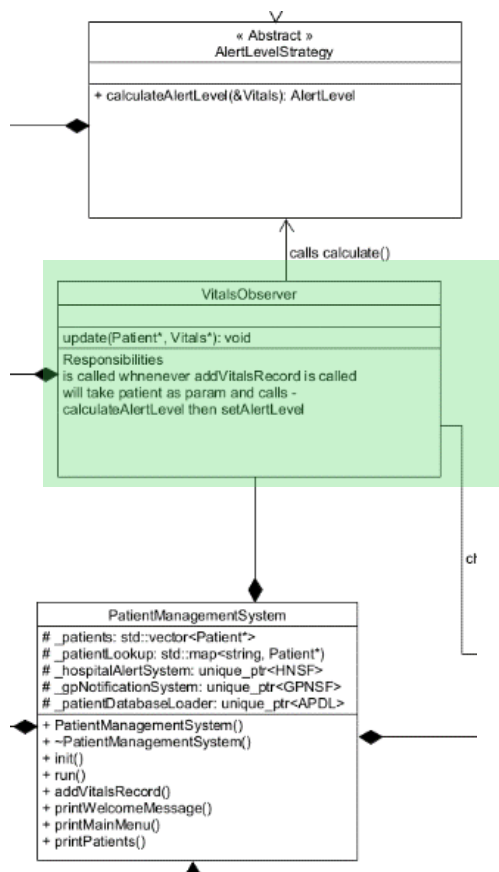 « Abstract »
AlertLevelStrategy
+ calculateAlertLevel(&Vitals): AlertLevel
calls calculate()
VitalsObserver
update(Patient*, Vitals*): void
Responsibilities
is called whnenever addVitalsRecord is called
will take patient as param and calls -
calculateAlertLevel then setAlertLevel
PatientManagementSystem
# _patients: std::vector<Patient*>
# _patientLookup: std::map<string, Patient*)
# _hospitalAlertSystem: unique_ptr<HNSF>
# _gpNotificationSystem: unique_ptr<GPNSF>
# _patientDatabaseLoader: unique_ptr<APDL>
+ PatientManagementSystem()
+ ~PatientManagementSystem()
+ init()
+ run()
+ addVitalsRecord()
+ printWelcomeMessage()
+ printMainMenu()
+ printPatients()